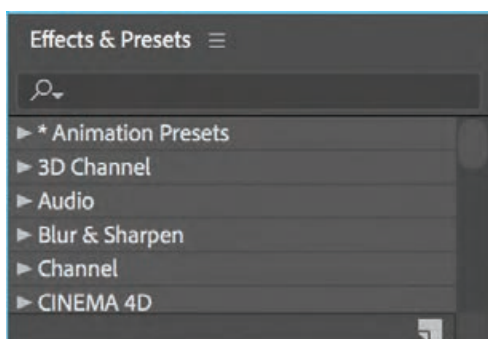 Effects & Presets
* Animation Presets
3D Channel
Audio
Blur & Sharpen
Channel
CINEMA 4D